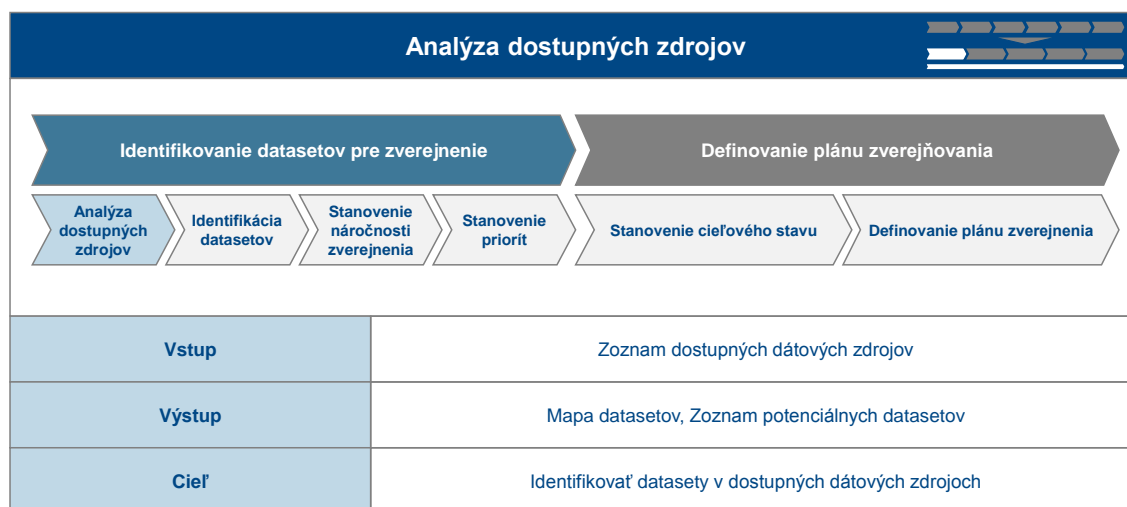 Analýza dostupných zdrojov
Identifikovanie datasetov pre zverejnenie
Definovanie plánu zverejňovania
Analýza
dostupných
zdrojov
Identifikácia
datasetov
Stanovenie
náročnosti
zverejnenia
Stanovenie
priorít
Stanovenie cieľového stavu
Definovanie plánu zverejnenia
Vstup
Zoznam dostupných dátových zdrojov
Výstup
Mapa datasetov, Zoznam potenciálnych datasetov
Cieľ
Identifikovať datasety v dostupných dátových zdrojoch